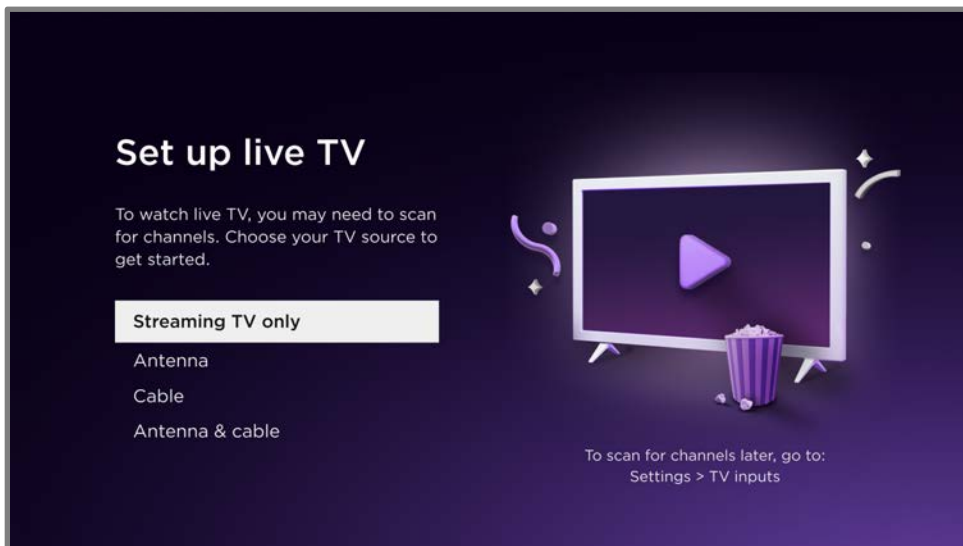 Set up live TV
To watch live TV, you may need to scan
for channels. Choose your TV source to
get started.
Streaming TV only
Antenna
Cable
Antenna & cable
To scan for channels later, go to:
Settings > TV inputs